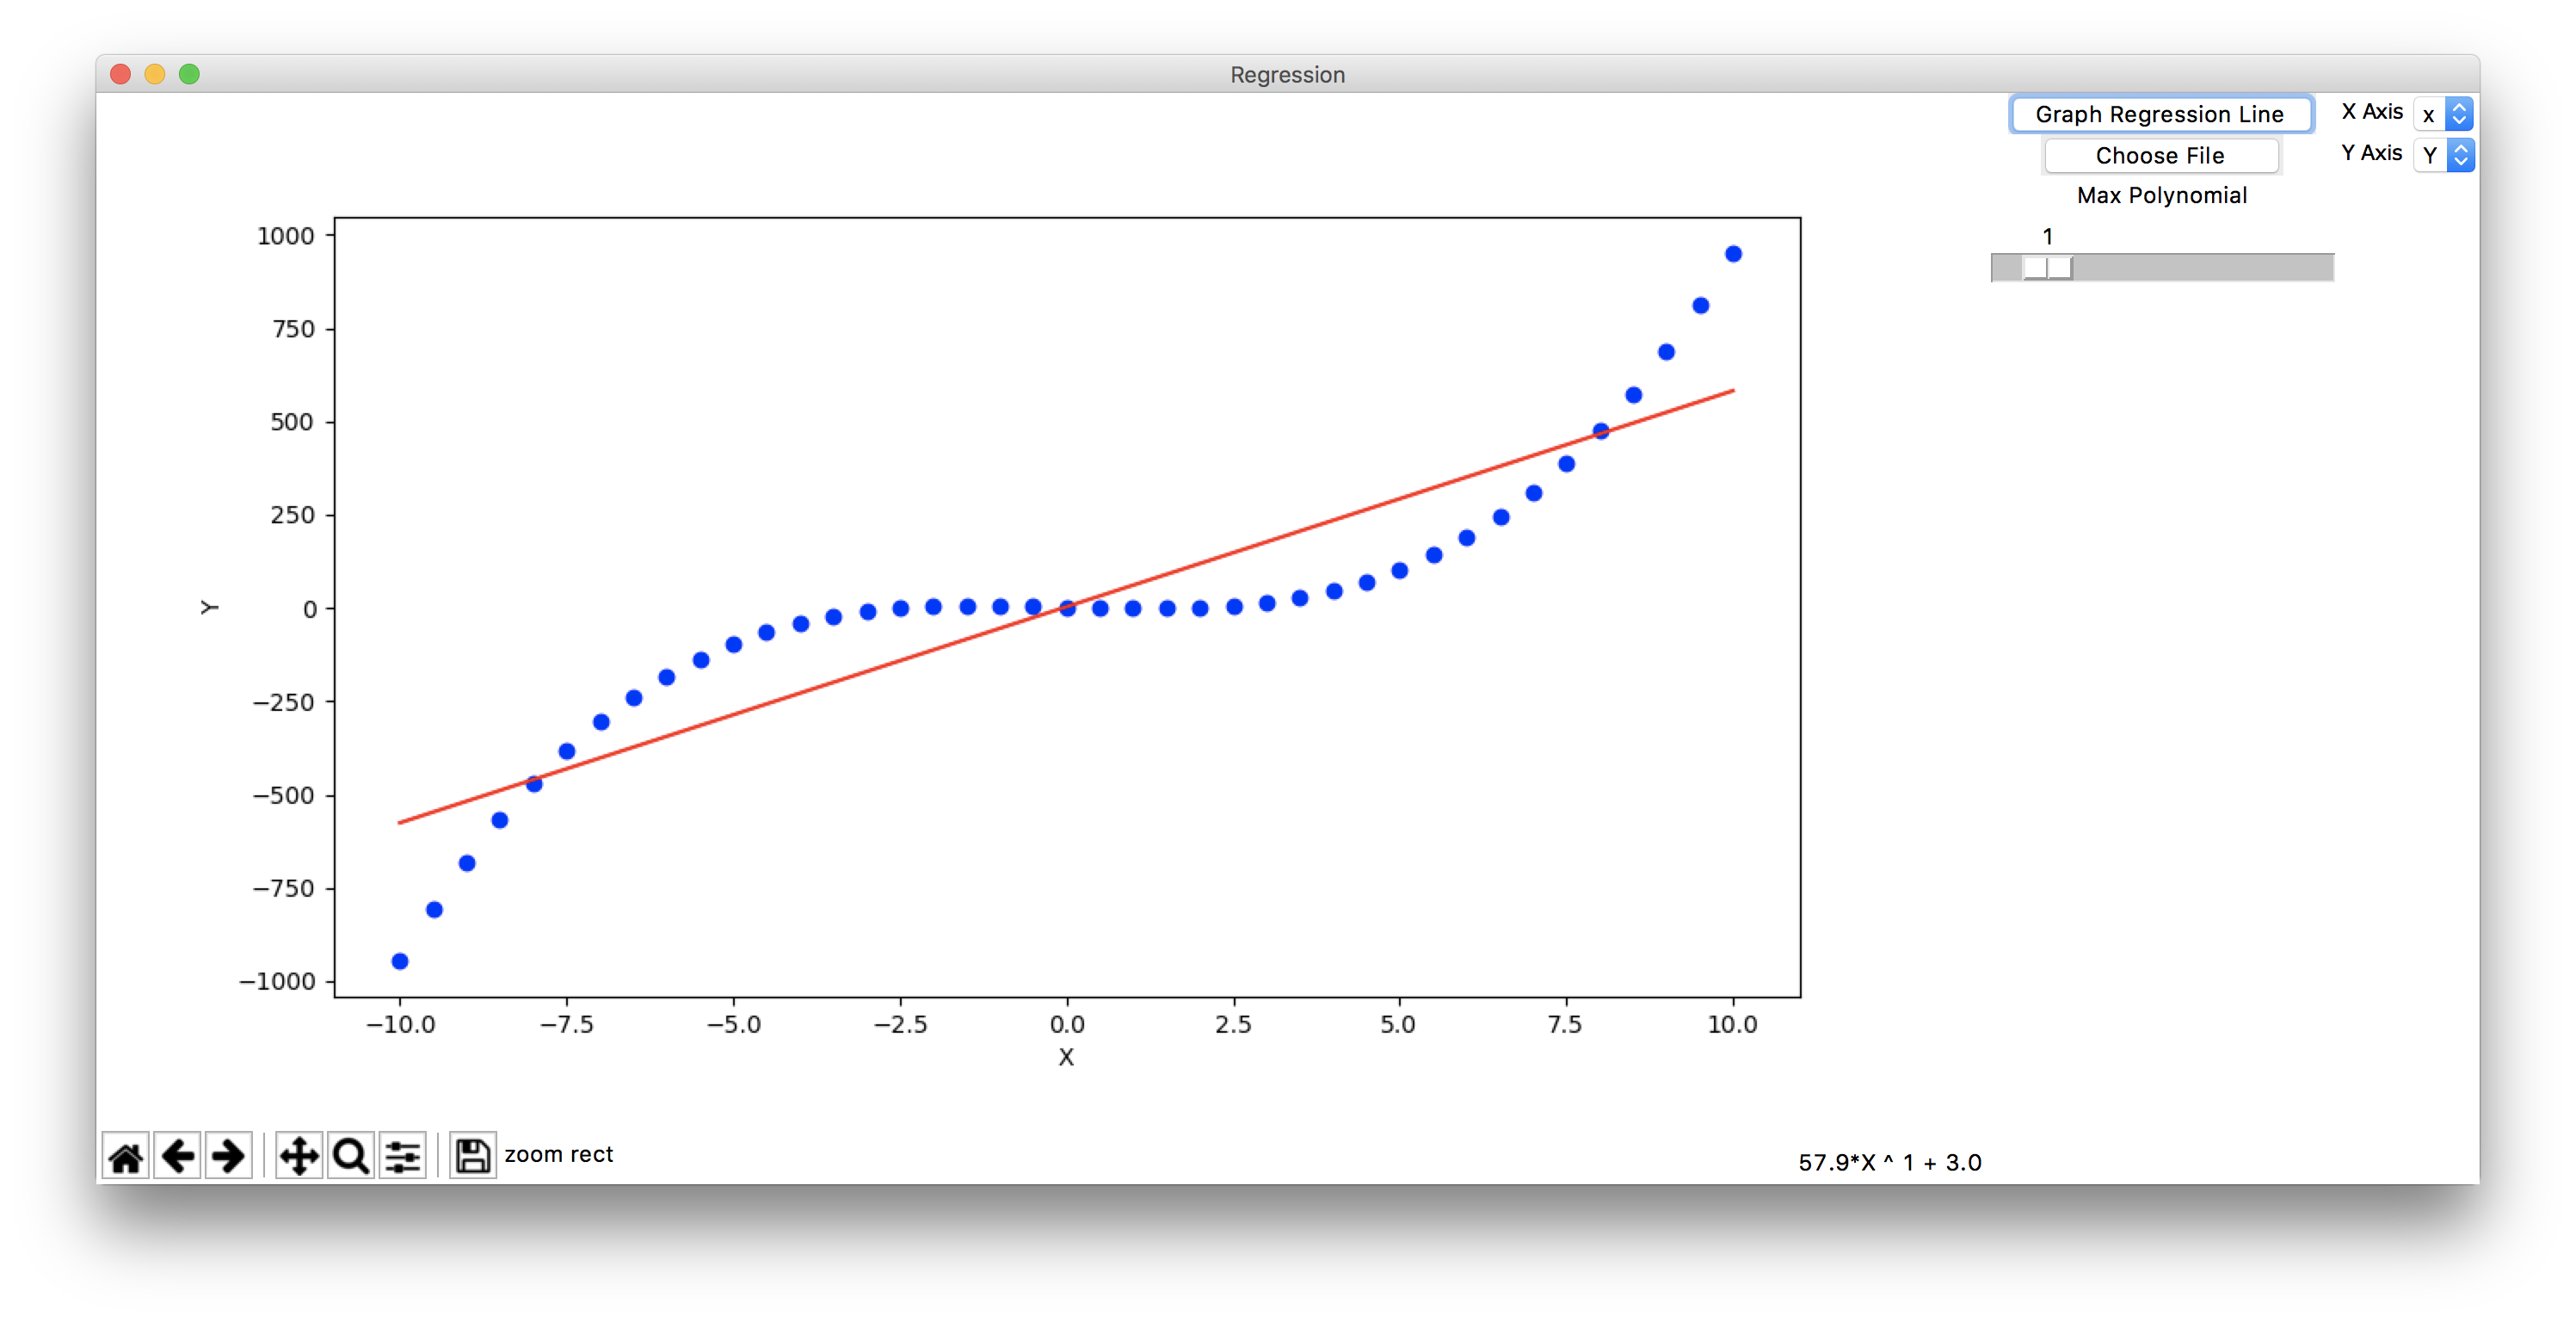 Regression
Graph Regression Line
X Axis
x
Choose File
Y Axis
Y
Max Polynomial
1
1000
750
500
250
0
−250
−500
−750
−1000
Y
−10.0 −7.5 −5.0 −2.5 0.0 2.5 5.0 7.5 10.0
X
zoom rect
57.9*X ^ 1 + 3.0